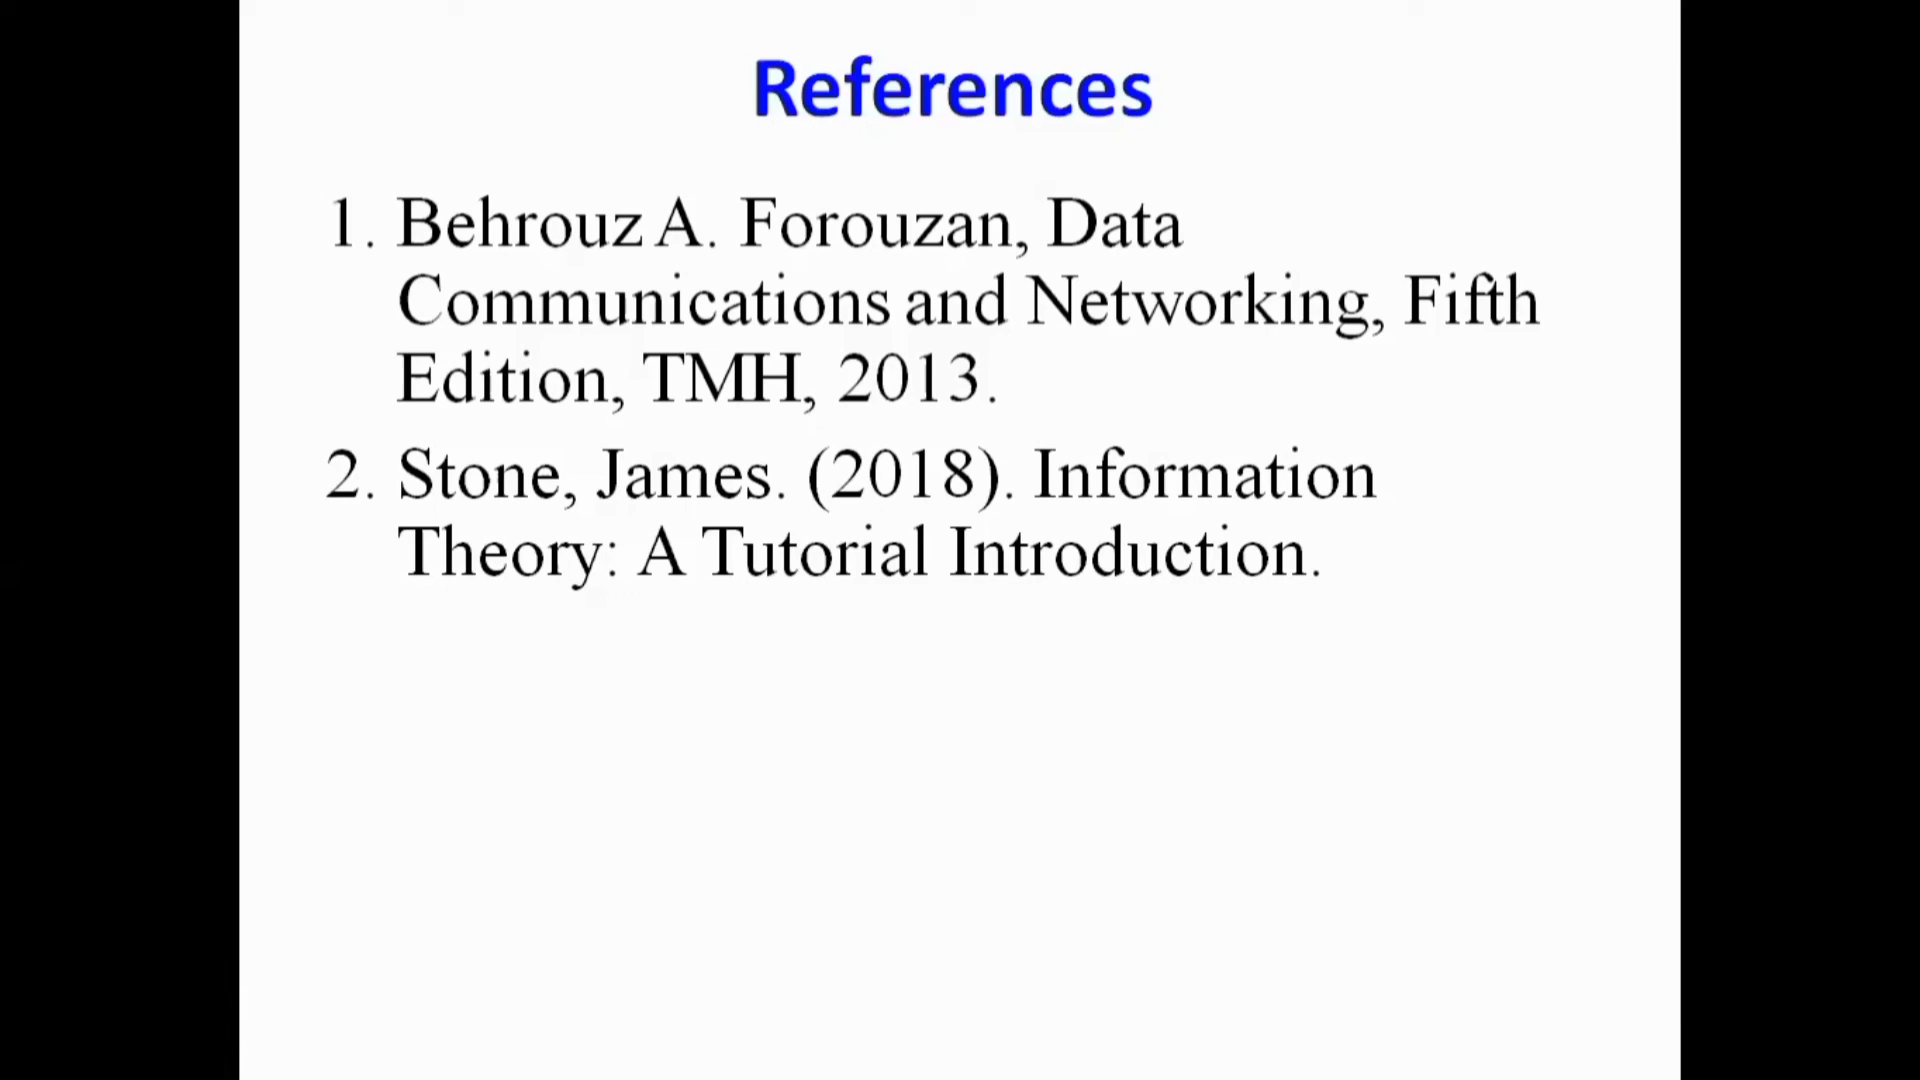 References
1. Behrouz A. Forouzan, Data
Communications and Networking, Fifth
Edition, TMH, 2013.
2. Stone, James. (2018). Information
Theory: A Tutorial Introduction.